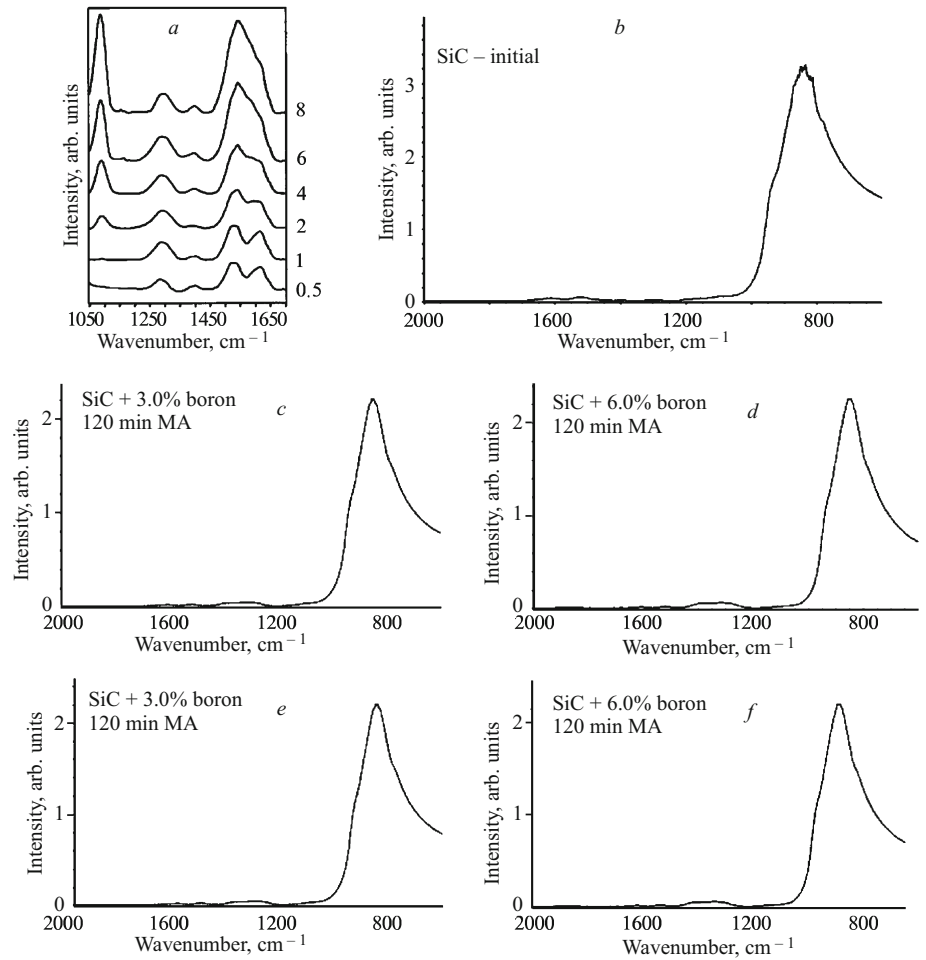 a
Intensity, arb. units
8
6
4
2
1
0.5
1050 1250 1450 1650
Wavenumber, cm – 1
b
SiC – initial
Intensity, arb. units
3
2
1
0
2000 1600 1200 800
Wavenumber, cm – 1
SiC + 3.0% boron
120 min MA
c
Intensity, arb. units
2
1
0
2000 1600 1200 800
Wavenumber, cm – 1
SiC + 6.0% boron
120 min MA
d
Intensity, arb. units
2
1
0
2000 1600 1200 800
Wavenumber, cm – 1
SiC + 3.0% boron
120 min MA
e
Intensity, arb. units
2
1
0
2000 1600 1200 800
Wavenumber, cm – 1
SiC + 6.0% boron
120 min MA
f
Intensity, arb. units
2
1
0
2000 1600 1200 800
Wavenumber, cm – 1